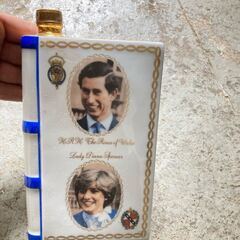 H.R.H. The Prince of Wales
Lady Diana Spencer